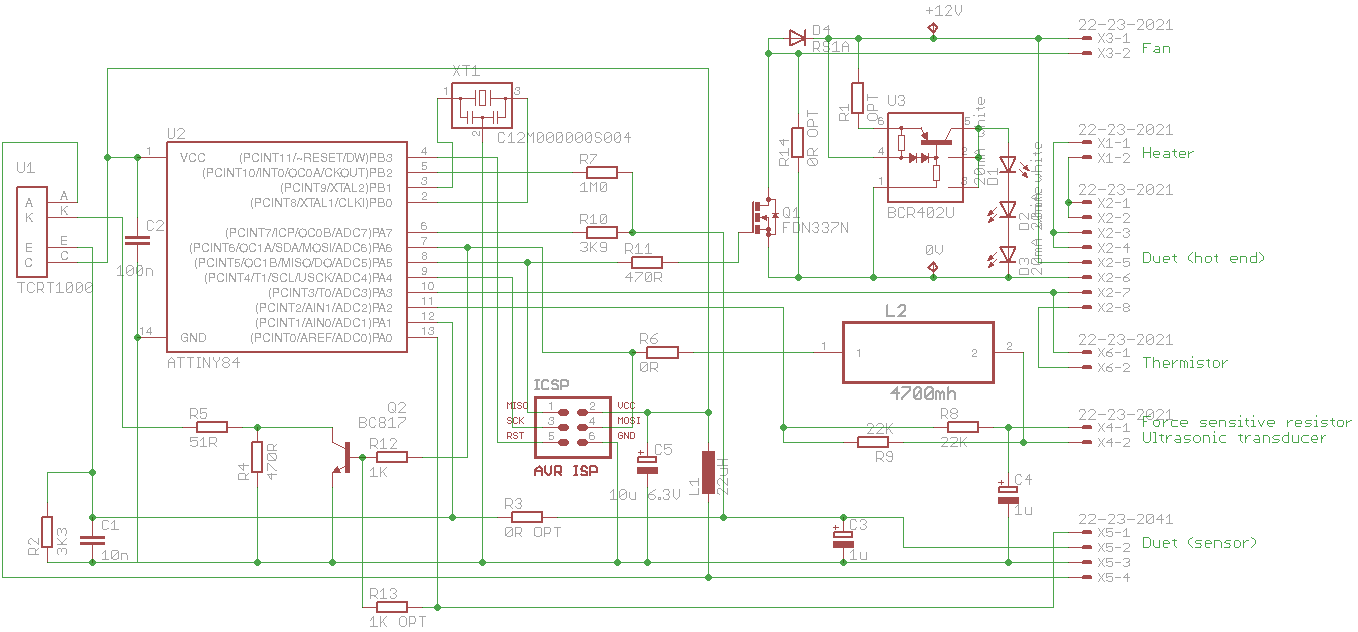 +12V
22-23-2021
X3-1
X3-2
Fan
D4
RS1A
XT1
1
3
2
C12M000000S004
R1
OPT
R14
0R OPT
U3
6
5
4
2
1
3
BCR402U
20mA white
D1
20mA white
D2
20mA white
D3
22-23-2021
X1-1
X1-2
Heater
22-23-2021
X2-1
X2-2
X2-3
X2-4
X2-5
X2-6
X2-7
X2-8
Duet (hot end)
U1
A
K
E
C
A
K
E
C
TCRT1000
U2
1
VCC
14
GND
(PCINT11/~RESET/DW)PB3
4
(PCINT10/INT0/OC0A/CKOUT)PB2
5
(PCINT9/XTAL2)PB1
3
(PCINT8/XTAL1/CLKI)PB0
2
(PCINT7/ICP/OC0B/ADC7)PA7
6
(PCINT6/OC1A/SDA/MOSI/ADC6)PA6
7
(PCINT5/OC1B/MISO/DO/ADC5)PA5
8
(PCINT4/T1/SCL/USCK/ADC4)PA4
9
(PCINT3/T0/ADC3)PA3
10
(PCINT2/AIN1/ADC2)PA2
11
(PCINT1/AIN0/ADC1)PA1
12
(PCINT0/AREF/ADC0)PA0
13
ATTINY84
C2
100n
R7
1M0
R10
3K9
R11
470R
Q1
FDN337N
0V
R6
0R
L2
1
1
2
2
4700mh
22-23-2021
X6-1
X6-2
Thermistor
ICSP
MISO
1
2
VCC
SCK
3
4
MOSI
RST
5
6
GND
AVR ISP
R5
51R
Q2
BC817
R4
470R
R12
1K
C5
10u 6.3V
L1
22uH
22K
R8
22K
R9
22-23-2021
X4-1
X4-2
Force sensitive resistor
Ultrasonic transducer
C4
1u
R2
3K3
C1
10n
R3
0R OPT
C3
1u
22-23-2041
X5-1
X5-2
X5-3
X5-4
Duet (sensor)
R13
1K OPT